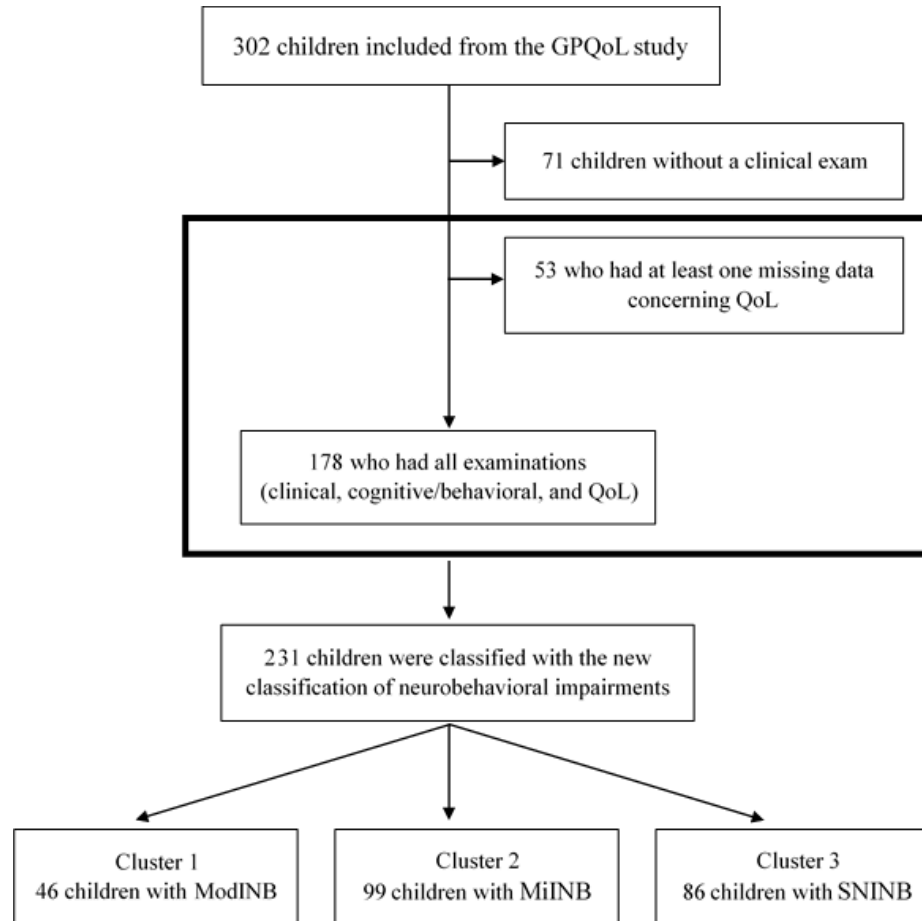 302 children included from the GPQoL study
71 children without a clinical exam
53 who had at least one missing data
concerning QoL
178 who had all examinations
(clinical, cognitive/behavioral, and QoL)
231 children were classified with the new
classification of neurobehavioral impairments
Cluster 1
46 children with ModINB
Cluster 2
99 children with MiINB
Cluster 3
86 children with SNINB